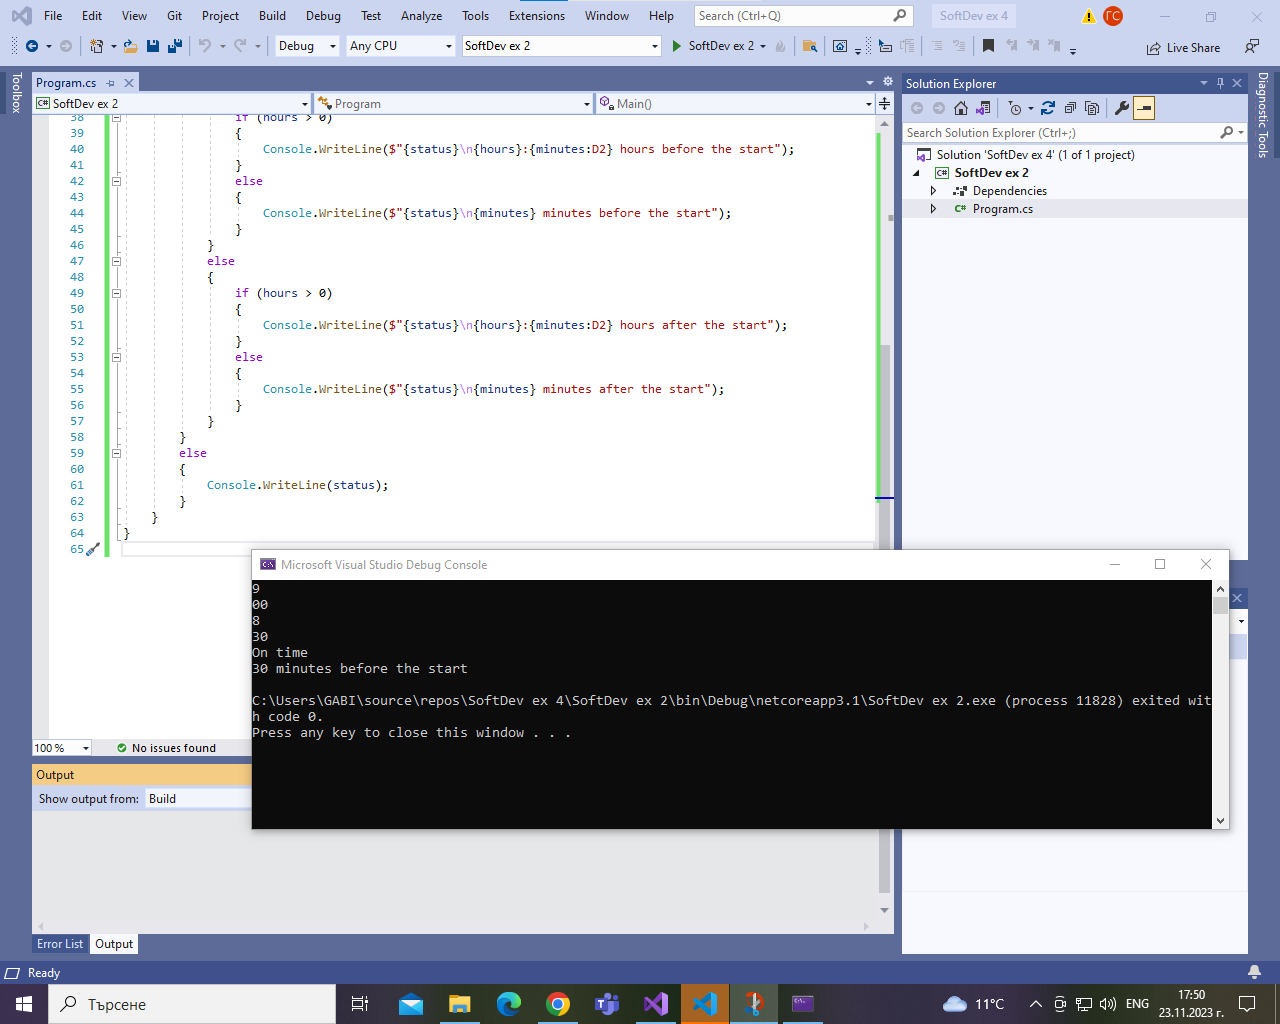 File Edit View Git Project Build Debug Test Analyze Tools Extensions Window Help Search (Ctrl+Q) SoftDev ex 4 ГС
Debug Any CPU SoftDev ex 2 SoftDev ex 2 Live Share
Toolbox
Program.cs
C# SoftDev ex 2 Program Main()
38 if (hours > 0)
39 {
40 Console.WriteLine($"{status}\n{hours}:{minutes:D2} hours before the start");
41 }
42 else
43 {
44 Console.WriteLine($"{status}\n{minutes} minutes before the start");
45 }
46 }
47 else
48 {
49 if (hours > 0)
50 {
51 Console.WriteLine($"{status}\n{hours}:{minutes:D2} hours after the start");
52 }
53 else
54 {
55 Console.WriteLine($"{status}\n{minutes} minutes after the start");
56 }
57 }
58 }
59 else
60 {
61 Console.WriteLine(status);
62 }
63 }
64 }
65
100 % No issues found
Solution Explorer
Search Solution Explorer (Ctrl+;)
Solution 'SoftDev ex 4' (1 of 1 project)
C# SoftDev ex 2
Dependencies
C# Program.cs
Diagnostic Tools
Microsoft Visual Studio Debug Console
9
00
8
30
On time
30 minutes before the start
C:\Users\GABI\source\repos\SoftDev ex 4\SoftDev ex 2\bin\Debug\netcoreapp3.1\SoftDev ex 2.exe (process 11828) exited wit
h code 0.
Press any key to close this window . . .
Output
Show output from: Build
Error List Output
Ready
Търсене
11°C ENG 17:50
23.11.2023 г.